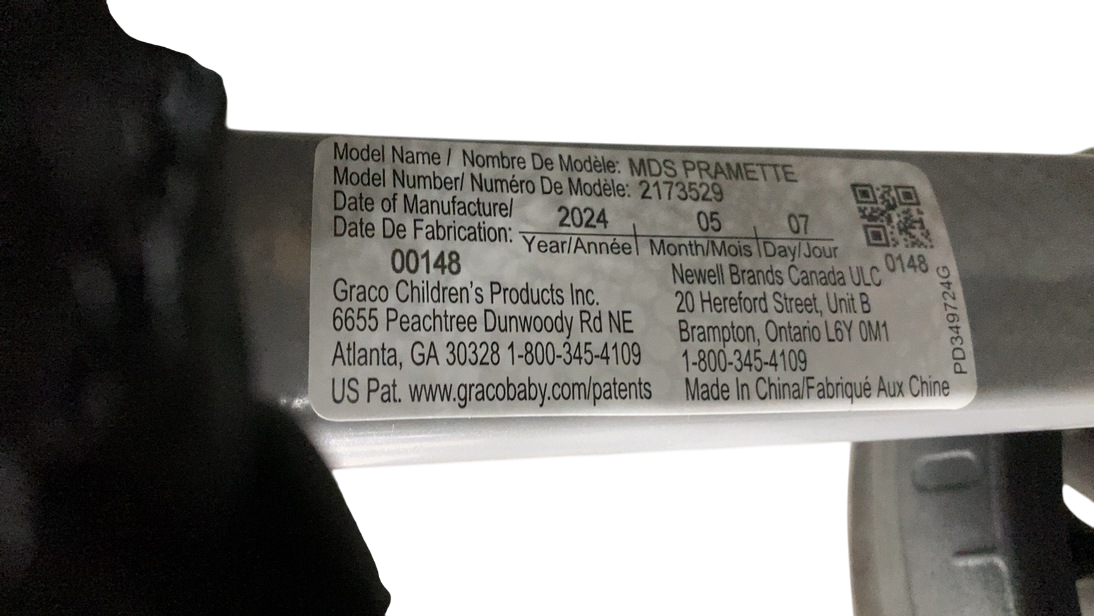 Model Name / Nombre De Modèle: MDS PRAMETTE
Model Number/ Numéro De Modèle: 2173529
Date of Manufacture/
Date De Fabrication:
2024 05 07
Year/Année Month/Mois Day/Jour
00148
Graco Children's Products Inc.
6655 Peachtree Dunwoody Rd NE
Atlanta, GA 30328 1-800-345-4109
US Pat. www.gracobaby.com/patents
Newell Brands Canada ULC
20 Hereford Street, Unit B
Brampton, Ontario L6Y 0M1
1-800-345-4109
Made In China/Fabriqué Aux Chine
0148
PD349724G